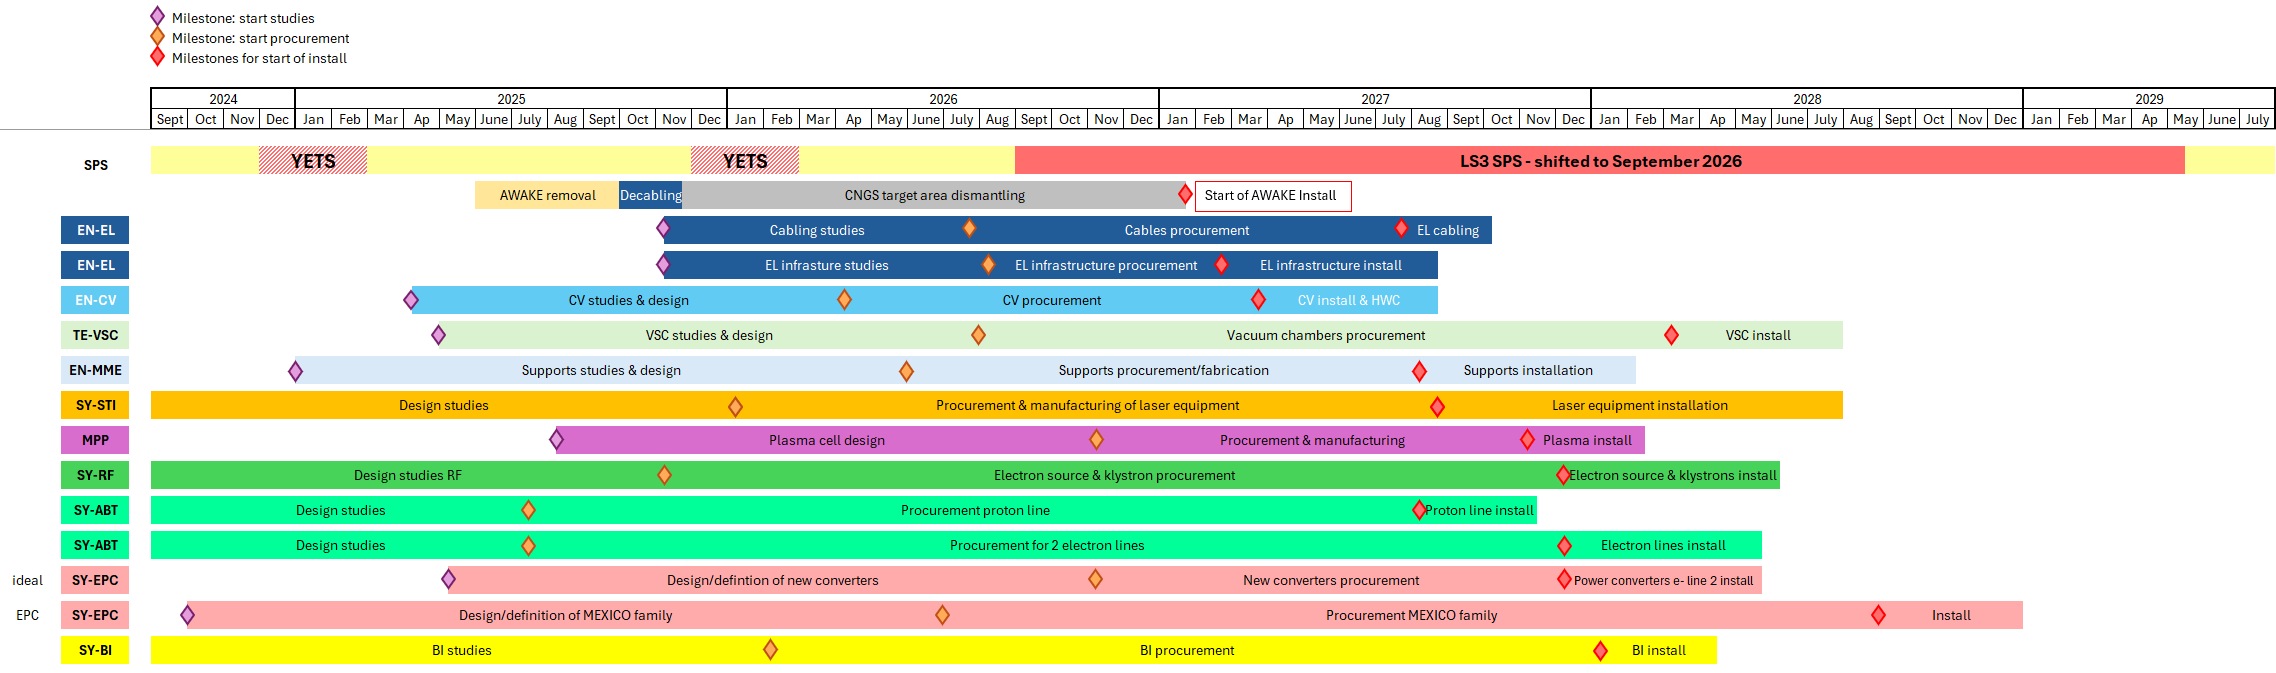 Milestone: start studies
Milestone: start procurement
Milestones for start of install
2024 2025 2026 2027 2028 2029
Sept Oct Nov Dec Jan Feb Mar Ap May June July Aug Sept Oct Nov Dec Jan Feb Mar Ap May June July Aug Sept Oct Nov Dec Jan Feb Mar Ap May June July Aug Sept Oct Nov Dec Jan Feb Mar Ap May June July Aug Sept Oct Nov Dec Jan Feb Mar Ap May June July
SPS YETS YETS LS3 SPS - shifted to September 2026
AWAKE removal Decabling CNGS target area dismantling Start of AWAKE Install
EN-EL Cabling studies Cables procurement EL cabling
EN-EL EL infrasture studies EL infrastructure procurement EL infrastructure install
EN-CV CV studies & design CV procurement CV install & HWC
TE-VSC VSC studies & design Vacuum chambers procurement VSC install
EN-MME Supports studies & design Supports procurement/fabrication Supports installation
SY-STI Design studies Procurement & manufacturing of laser equipment Laser equipment installation
MPP Plasma cell design Procurement & manufacturing Plasma install
SY-RF Design studies RF Electron source & klystron procurement Electron source & klystrons install
SY-ABT Design studies Procurement proton line Proton line install
SY-ABT Design studies Procurement for 2 electron lines Electron lines install
ideal SY-EPC Design/defintion of new converters New converters procurement Power converters e- line 2 install
EPC SY-EPC Design/definition of MEXICO family Procurement MEXICO family Install
SY-BI BI studies BI procurement BI install